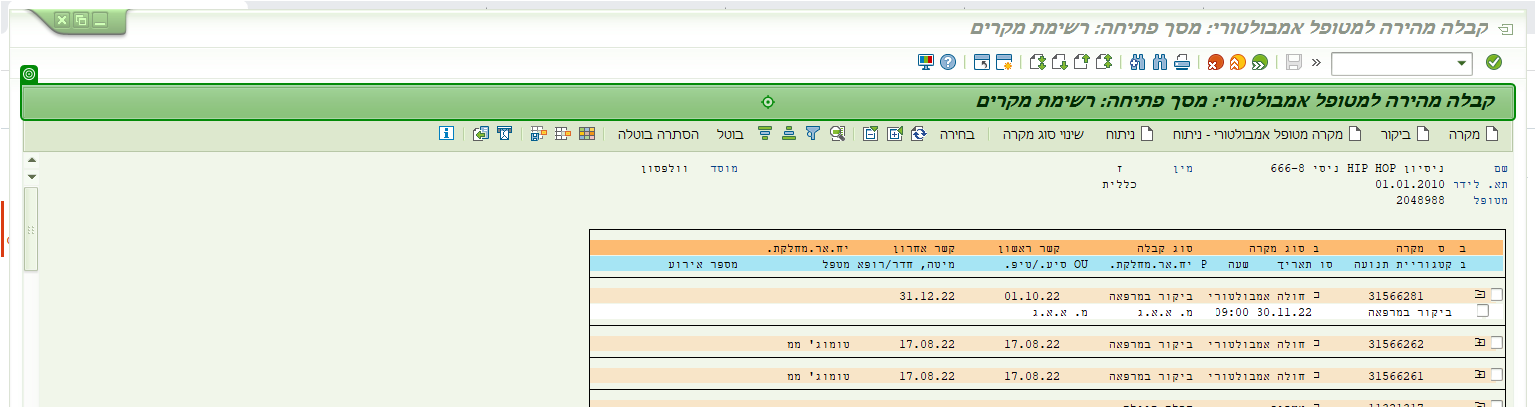 קבלה מהירה למטופל אמבולטורי: מסך פתיחה: רשימת מקרים
קבלה מהירה למטופל אמבולטורי: מסך פתיחה: רשימת מקרים
מקרה ביקור מקרה מטופל אמבולטורי - ניתוח ניתוח שינוי סוג מקרה בחירה בוטל הסתרה בוטלה
שם ניסיון HIP HOP ניסי 666-8 מין ז מוסד וולפסון
תא. לידר 01.01.2010 כללית
מטופל 2048988
ב ס מקרה ב סוג מקרה סוג קבלה קשר ראשון קשר אחרון יח.אר.מחלקת.
ב קטגוריית תנועה סו תאריך שעה P יח.אר.מחלקת. OU סיע./טיפ. מיטה, חדר/רופא מטפל מספר אירוע
31566281 כ חולה אמבולטורי ביקור במרפאה 01.10.22 31.12.22
ביקור במרפאה 30.11.22 09:00 מ. א.א.ג מ. א.א.ג
31566262 כ חולה אמבולטורי ביקור במרפאה 17.08.22 17.08.22 טומוג' ממ
31566261 כ חולה אמבולטורי ביקור במרפאה 17.08.22 17.08.22 טומוג' ממ